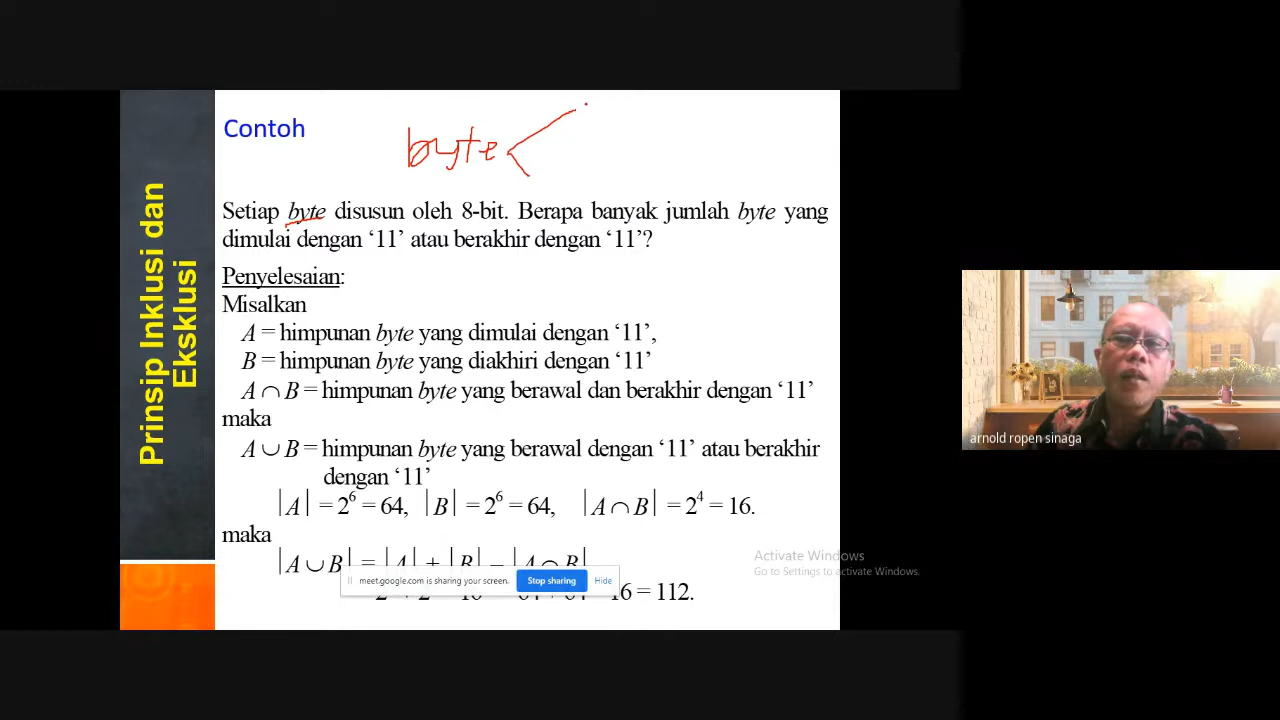 Prinsip Inklusi dan
Eksklusi
Contoh
byte
Setiap byte disusun oleh 8-bit. Berapa banyak jumlah byte yang
dimulai dengan ‘11’ atau berakhir dengan ‘11’?
Penyelesaian:
Misalkan
A = himpunan byte yang dimulai dengan ‘11’,
B = himpunan byte yang diakhiri dengan ‘11’
A ∩ B = himpunan byte yang berawal dan berakhir dengan ‘11’
maka
A ∪ B = himpunan byte yang berawal dengan ‘11’ atau berakhir
dengan ‘11’
|A| = 2⁶ = 64, |B| = 2⁶ = 64, |A ∩ B| = 2⁴ = 16.
maka
|A ∪ B| = |A| + |B| – |A ∩ B|
16 = 112.
meet.google.com is sharing your screen.
Stop sharing
Hide
Activate Windows
Go to Settings to activate Windows.
arnold ropen sinaga